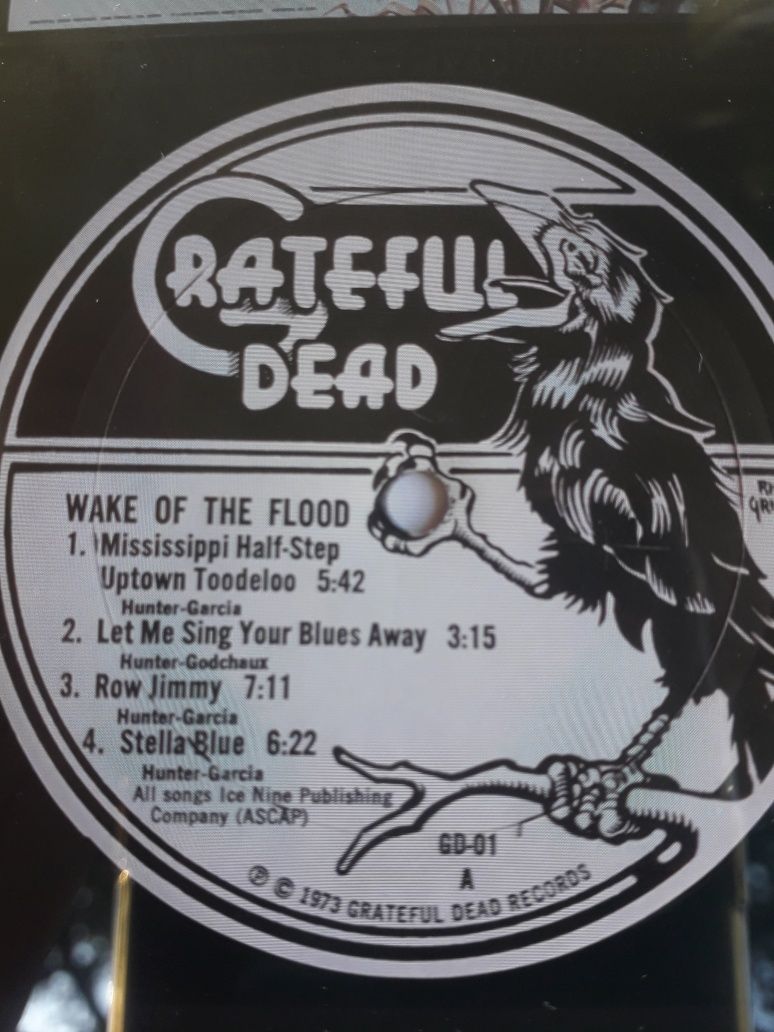 GRATEFUL
DEAD
WAKE OF THE FLOOD
1. Mississippi Half-Step
Uptown Toodeloo 5:42
Hunter-Garcia
2. Let Me Sing Your Blues Away 3:15
Hunter-Godchaux
3. Row Jimmy 7:11
Hunter-Garcia
4. Stella Blue 6:22
Hunter-Garcia
All songs Ice Nine Publishing
Company (ASCAP)
GD-01
A
℗ © 1973 GRATEFUL DEAD RECORDS